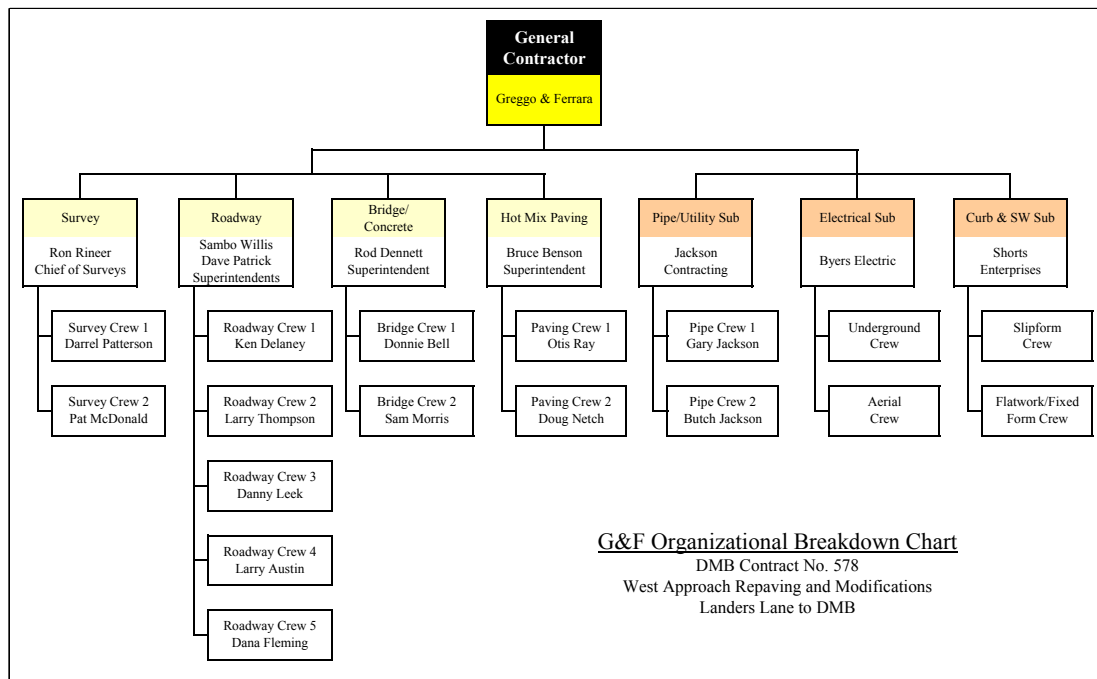 General
Contractor
Greggo & Ferrara
Survey
Ron Rineer
Chief of Surveys
Survey Crew 1
Darrel Patterson
Survey Crew 2
Pat McDonald
Roadway
Sambo Willis
Dave Patrick
Superintendents
Roadway Crew 1
Ken Delaney
Roadway Crew 2
Larry Thompson
Roadway Crew 3
Danny Leek
Roadway Crew 4
Larry Austin
Roadway Crew 5
Dana Fleming
Bridge/
Concrete
Rod Dennett
Superintendent
Bridge Crew 1
Donnie Bell
Bridge Crew 2
Sam Morris
Hot Mix Paving
Bruce Benson
Superintendent
Paving Crew 1
Otis Ray
Paving Crew 2
Doug Netch
Pipe/Utility Sub
Jackson
Contracting
Pipe Crew 1
Gary Jackson
Pipe Crew 2
Butch Jackson
Electrical Sub
Byers Electric
Underground
Crew
Aerial
Crew
Curb & SW Sub
Shorts
Enterprises
Slipform
Crew
Flatwork/Fixed
Form Crew
G&F Organizational Breakdown Chart
DMB Contract No. 578
West Approach Repaving and Modifications
Landers Lane to DMB